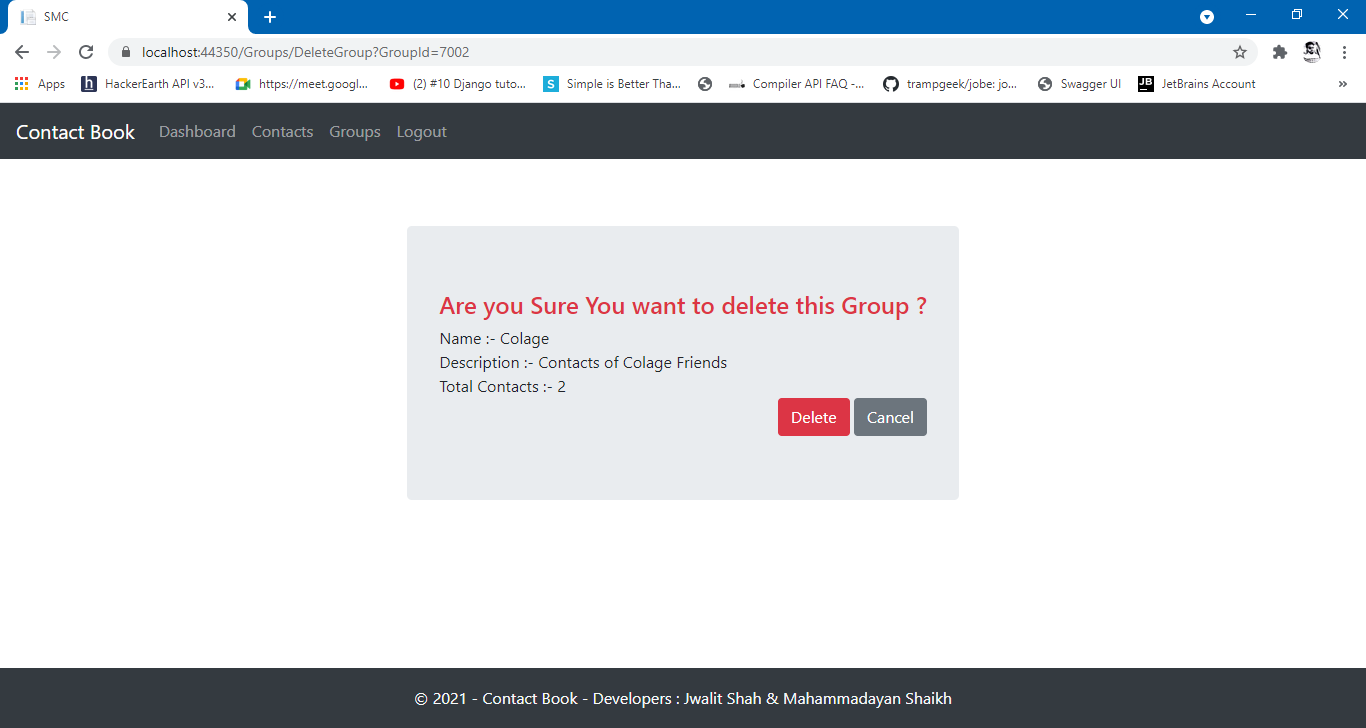 SMC
localhost:44350/Groups/DeleteGroup?GroupId=7002
Apps h HackerEarth API v3... https://meet.googl... (2) #10 Django tuto... S Simple is Better Tha... Compiler API FAQ -... trampgeek/jobe: jo... Swagger UI JB JetBrains Account »
Contact Book Dashboard Contacts Groups Logout
Are you Sure You want to delete this Group ?
Name :- Colage
Description :- Contacts of Colage Friends
Total Contacts :- 2
Delete Cancel
© 2021 - Contact Book - Developers : Jwalit Shah & Mahammadayan Shaikh